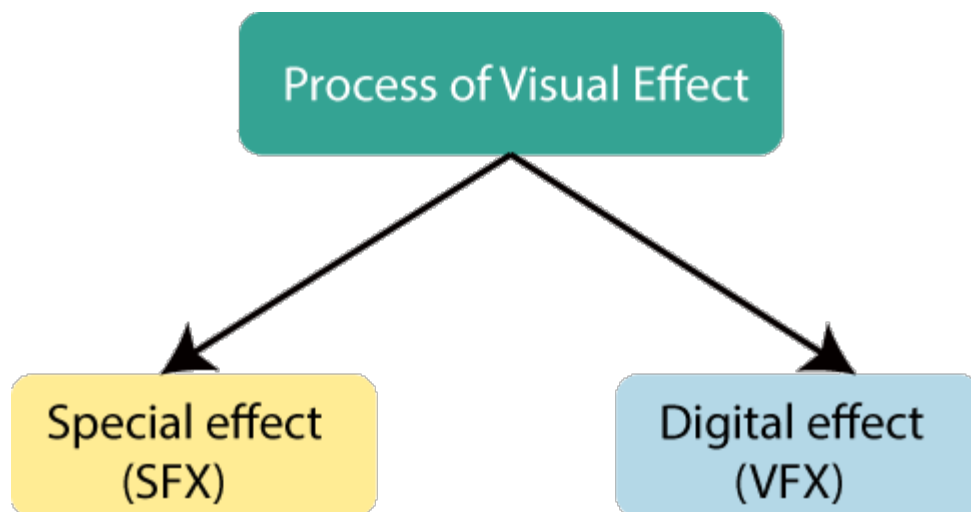 Process of Visual Effect
Special effect
(SFX)
Digital effect
(VFX)